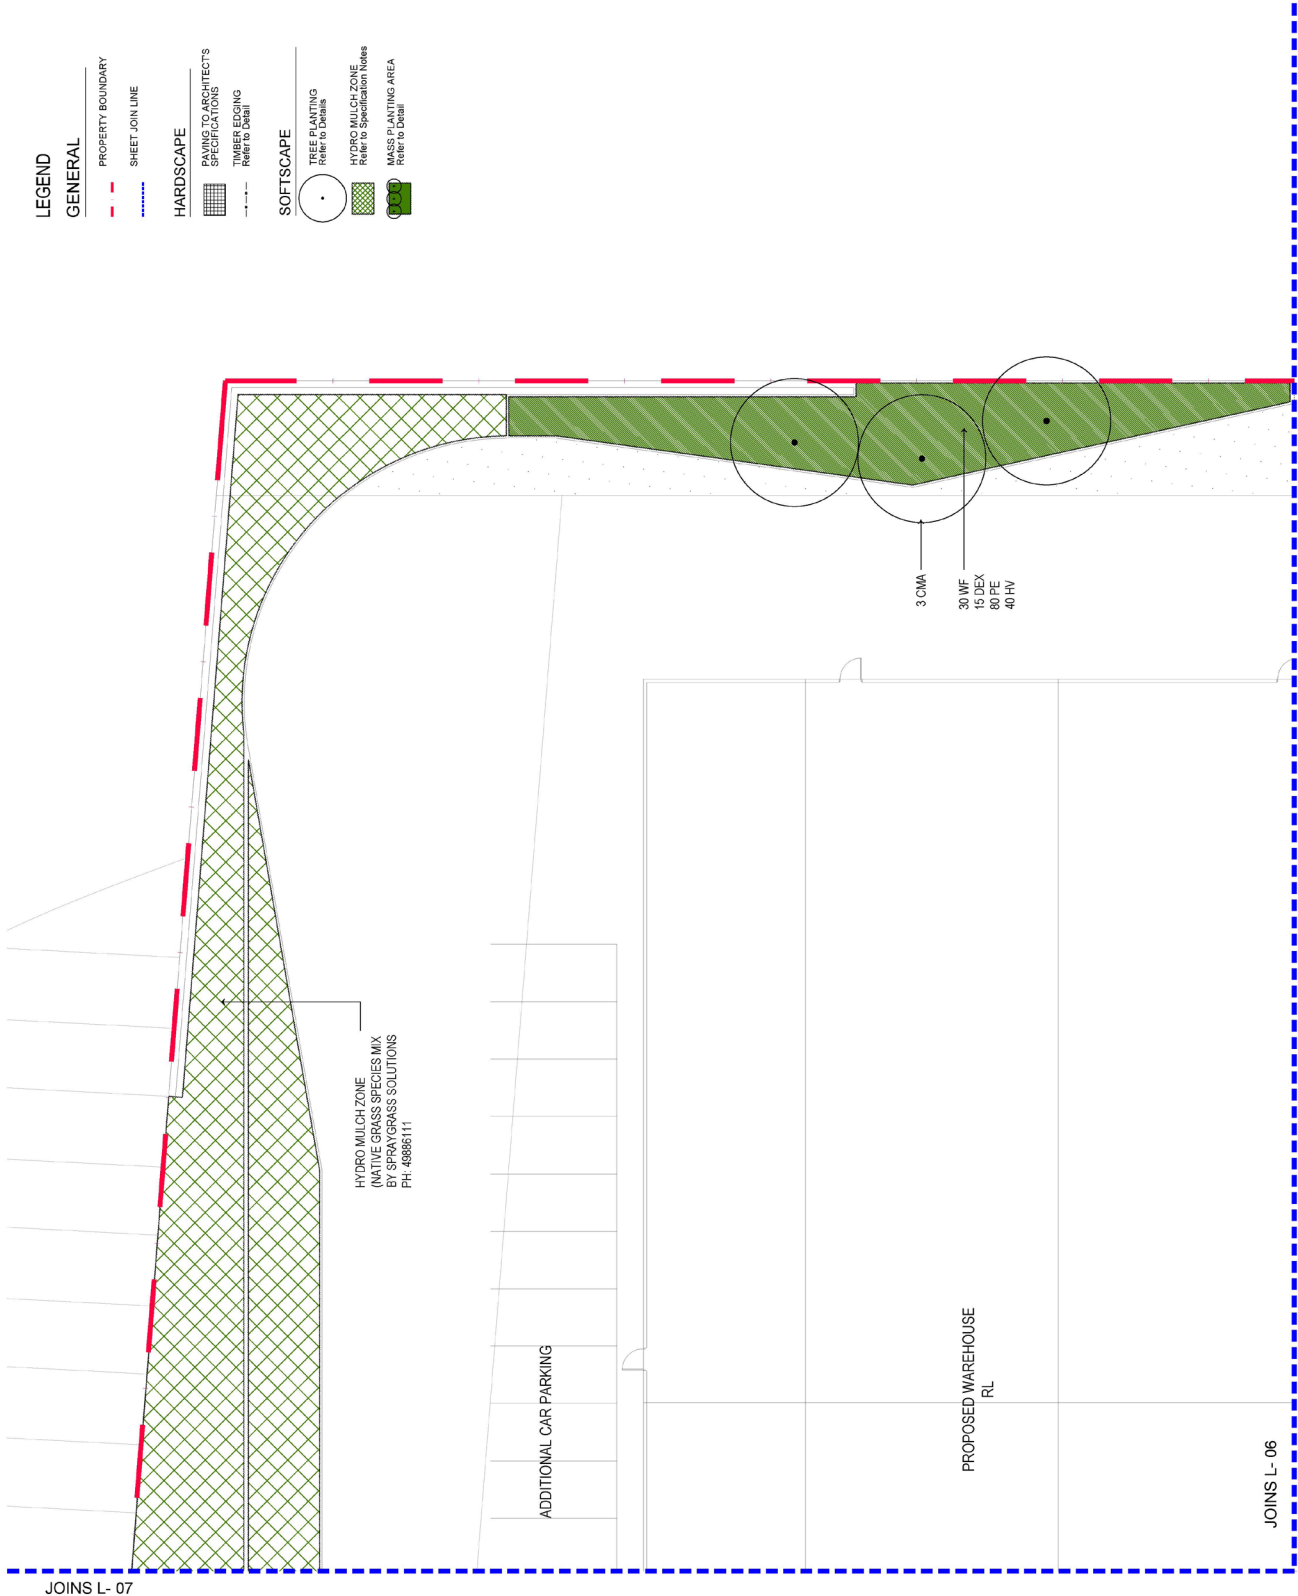 LEGEND
GENERAL
PROPERTY BOUNDARY
SHEET JOIN LINE
HARDSCAPE
PAVING TO ARCHITECT'S
SPECIFICATIONS
TIMBER EDGING
Refer to Detail
SOFTSCAPE
TREE PLANTING
Refer to Details
HYDRO MULCH ZONE
Refer to Specification Notes
MASS PLANTING AREA
Refer to Detail
3 CMA
30 WF
15 DEX
80 PE
40 HV
HYDRO MULCH ZONE
(NATIVE GRASS SPECIES MIX
BY SPRAYGRASS SOLUTIONS
PH: 49886111
ADDITIONAL CAR PARKING
PROPOSED WAREHOUSE
RL
JOINS L- 06
JOINS L- 07